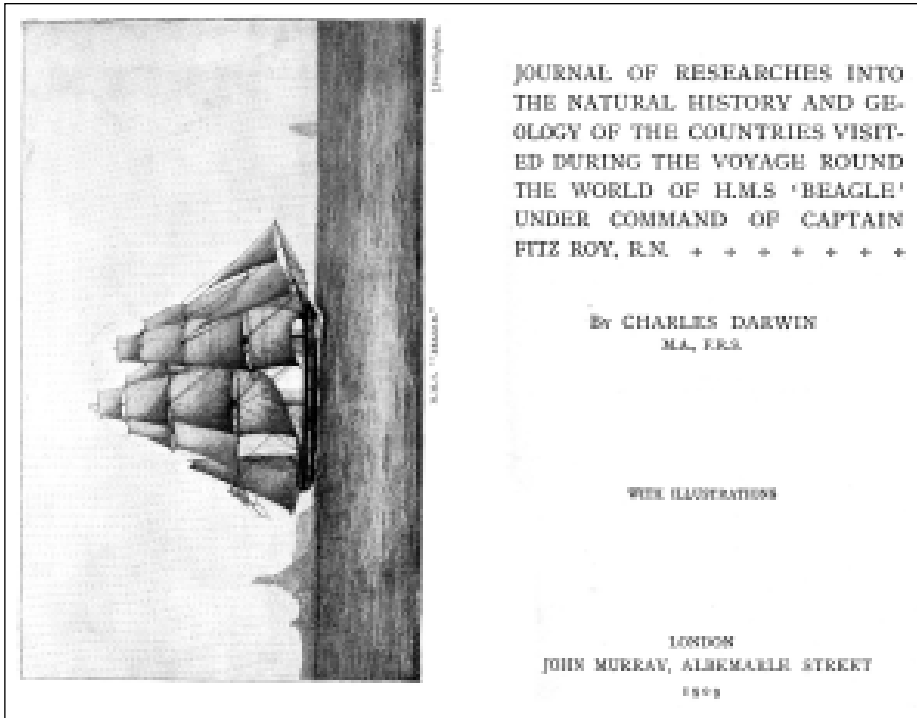 H.M.S. "BEAGLE."
[Frontispiece.
JOURNAL OF RESEARCHES INTO
THE NATURAL HISTORY AND GE-
OLOGY OF THE COUNTRIES VISIT-
ED DURING THE VOYAGE ROUND
THE WORLD OF H.M.S 'BEAGLE'
UNDER COMMAND OF CAPTAIN
FITZ ROY, R.N. + + + + + + +
BY CHARLES DARWIN
M.A., F.R.S.
WITH ILLUSTRATIONS
LONDON
JOHN MURRAY, ALBEMARLE STREET